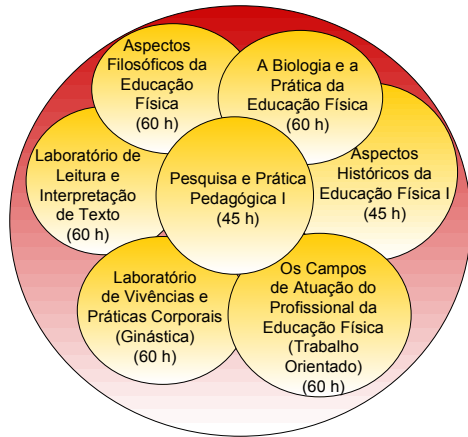 Aspectos
Filosóficos da
Educação
Física
(60 h)
A Biologia e a
Prática da
Educação Física
(60 h)
Laboratório de
Leitura e
Interpretação
de Texto
(60 h)
Pesquisa e Prática
Pedagógica I
(45 h)
Aspectos
Históricos da
Educação Física I
(45 h)
Laboratório
de Vivências e
Práticas Corporais
(Ginástica)
(60 h)
Os Campos
de Atuação do
Profissional da
Educação Física
(Trabalho
Orientado)
(60 h)